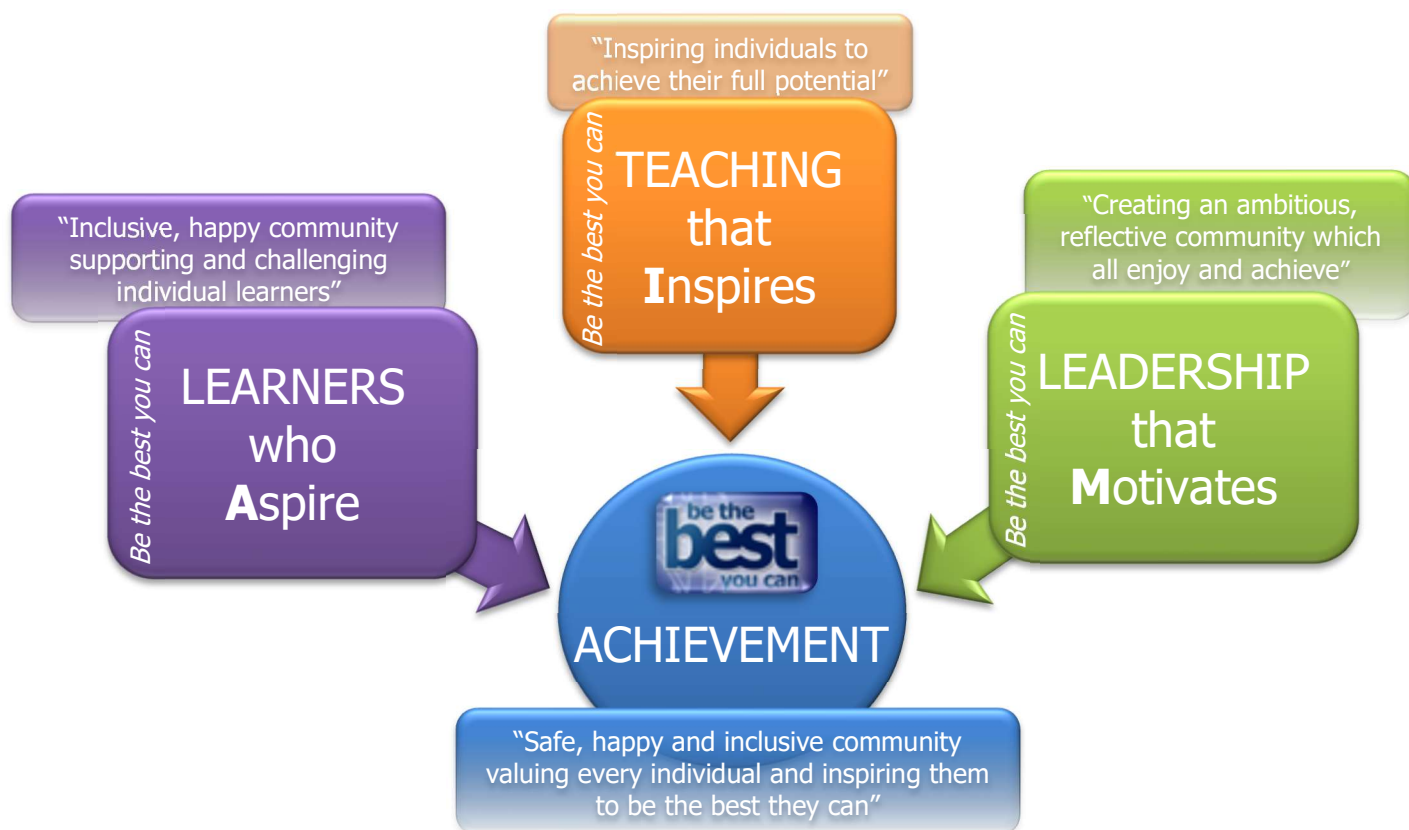 “Inspiring individuals to
achieve their full potential”
Be the best you can
TEACHING
that
Inspires
“Inclusive, happy community
supporting and challenging
individual learners”
Be the best you can
LEARNERS
who
Aspire
“Creating an ambitious,
reflective community which
all enjoy and achieve”
Be the best you can
LEADERSHIP
that
Motivates
be the
best
you can
ACHIEVEMENT
“Safe, happy and inclusive community
valuing every individual and inspiring them
to be the best they can”